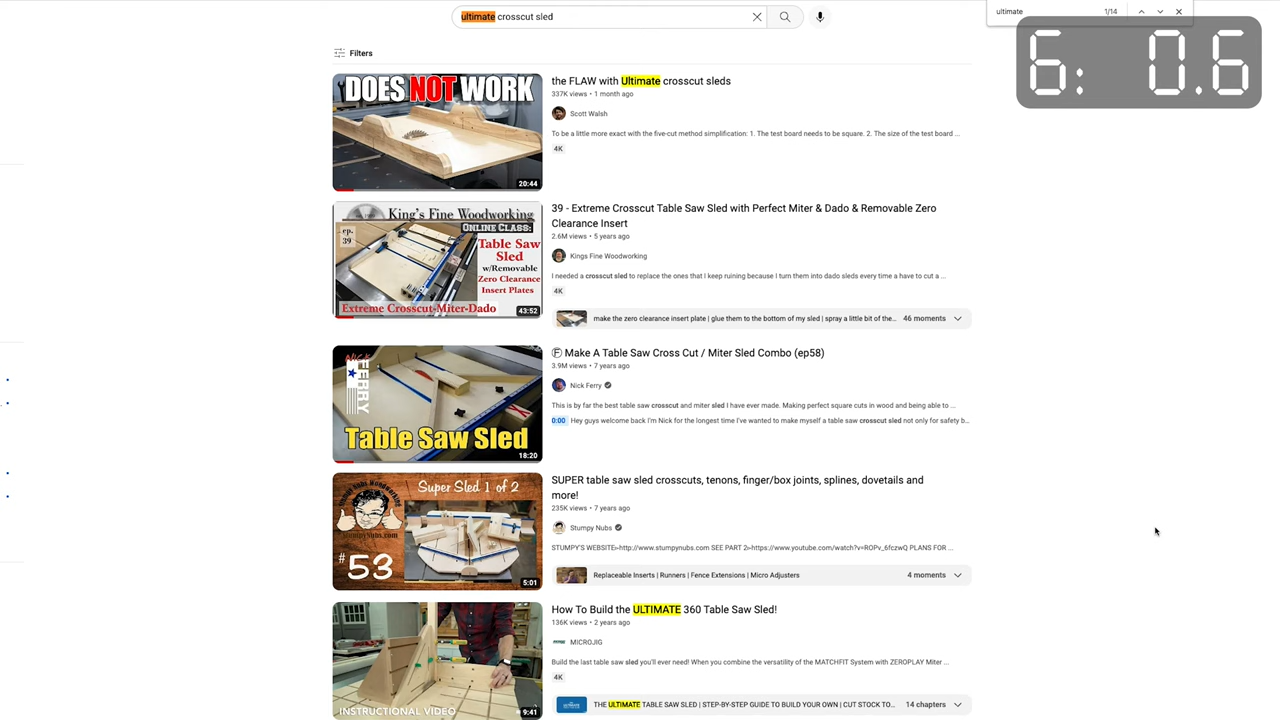 ultimate crosscut sled
ultimate
1/14
6: 0.6
Filters
DOES NOT WORK
20:44
the FLAW with Ultimate crosscut sleds
337K views • 1 month ago
Scott Walsh
To be a little more exact with the five-cut method simplification: 1. The test board needs to be square. 2. The size of the test board ...
4K
King's Fine Woodworking
ONLINE CLASS:
ep.
39
Table Saw
Sled
w/Removable
Zero Clearance
Insert Plates
Extreme Crosscut-Miter-Dado
43:52
39 - Extreme Crosscut Table Saw Sled with Perfect Miter & Dado & Removable Zero
Clearance Insert
2.6M views • 5 years ago
Kings Fine Woodworking
I needed a crosscut sled to replace the ones that I keep ruining because I turn them into dado sleds every time a have to cut a ...
4K
make the zero clearance insert plate | glue them to the bottom of my sled | spray a little bit of the...
46 moments
NICK
FERRY
Table Saw Sled
18:20
Ⓕ Make A Table Saw Cross Cut / Miter Sled Combo (ep58)
3.9M views • 7 years ago
Nick Ferry
This is by far the best table saw crosscut and miter sled I have ever made. Making perfect square cuts in wood and being able to ...
0:00 Hey guys welcome back I'm Nick for the longest time I've wanted to make myself a table saw crosscut sled not only for safety b...
Super Sled 1 of 2
StumpyNubs.com
#53
5:01
SUPER table saw sled crosscuts, tenons, finger/box joints, splines, dovetails and
more!
235K views • 7 years ago
Stumpy Nubs
STUMPY'S WEBSITE»http://www.stumpynubs.com SEE PART 2»https://www.youtube.com/watch?v=ROPv_6fczwQ PLANS FOR ...
Replaceable Inserts | Runners | Fence Extensions | Micro Adjusters
4 moments
INSTRUCTIONAL VIDEO
9:41
How To Build the ULTIMATE 360 Table Saw Sled!
136K views • 2 years ago
MICROJIG
Build the last table saw sled you'll ever need! When you combine the versatility of the MATCHFIT System with ZEROPLAY Miter ...
4K
THE ULTIMATE TABLE SAW SLED | STEP-BY-STEP GUIDE TO BUILD YOUR OWN | CUT STOCK TO...
14 chapters